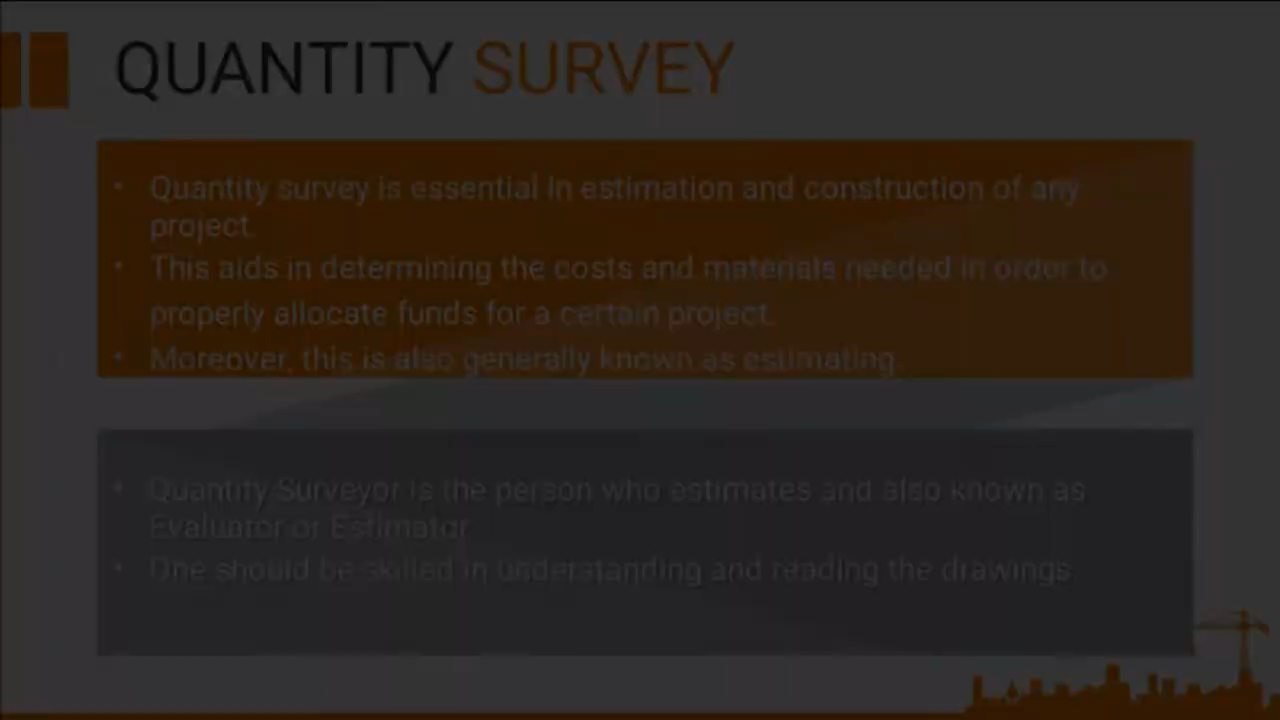 QUANTITY SURVEY
• Quantity survey is essential in estimation and construction of any
project.
• This aids in determining the costs and materials needed in order to
properly allocate funds for a certain project.
• Moreover, this is also generally known as estimating
• Quantity Surveyor is the person who estimates and also known as
Evaluator or Estimator
• One should be skilled in understanding and reading the drawings